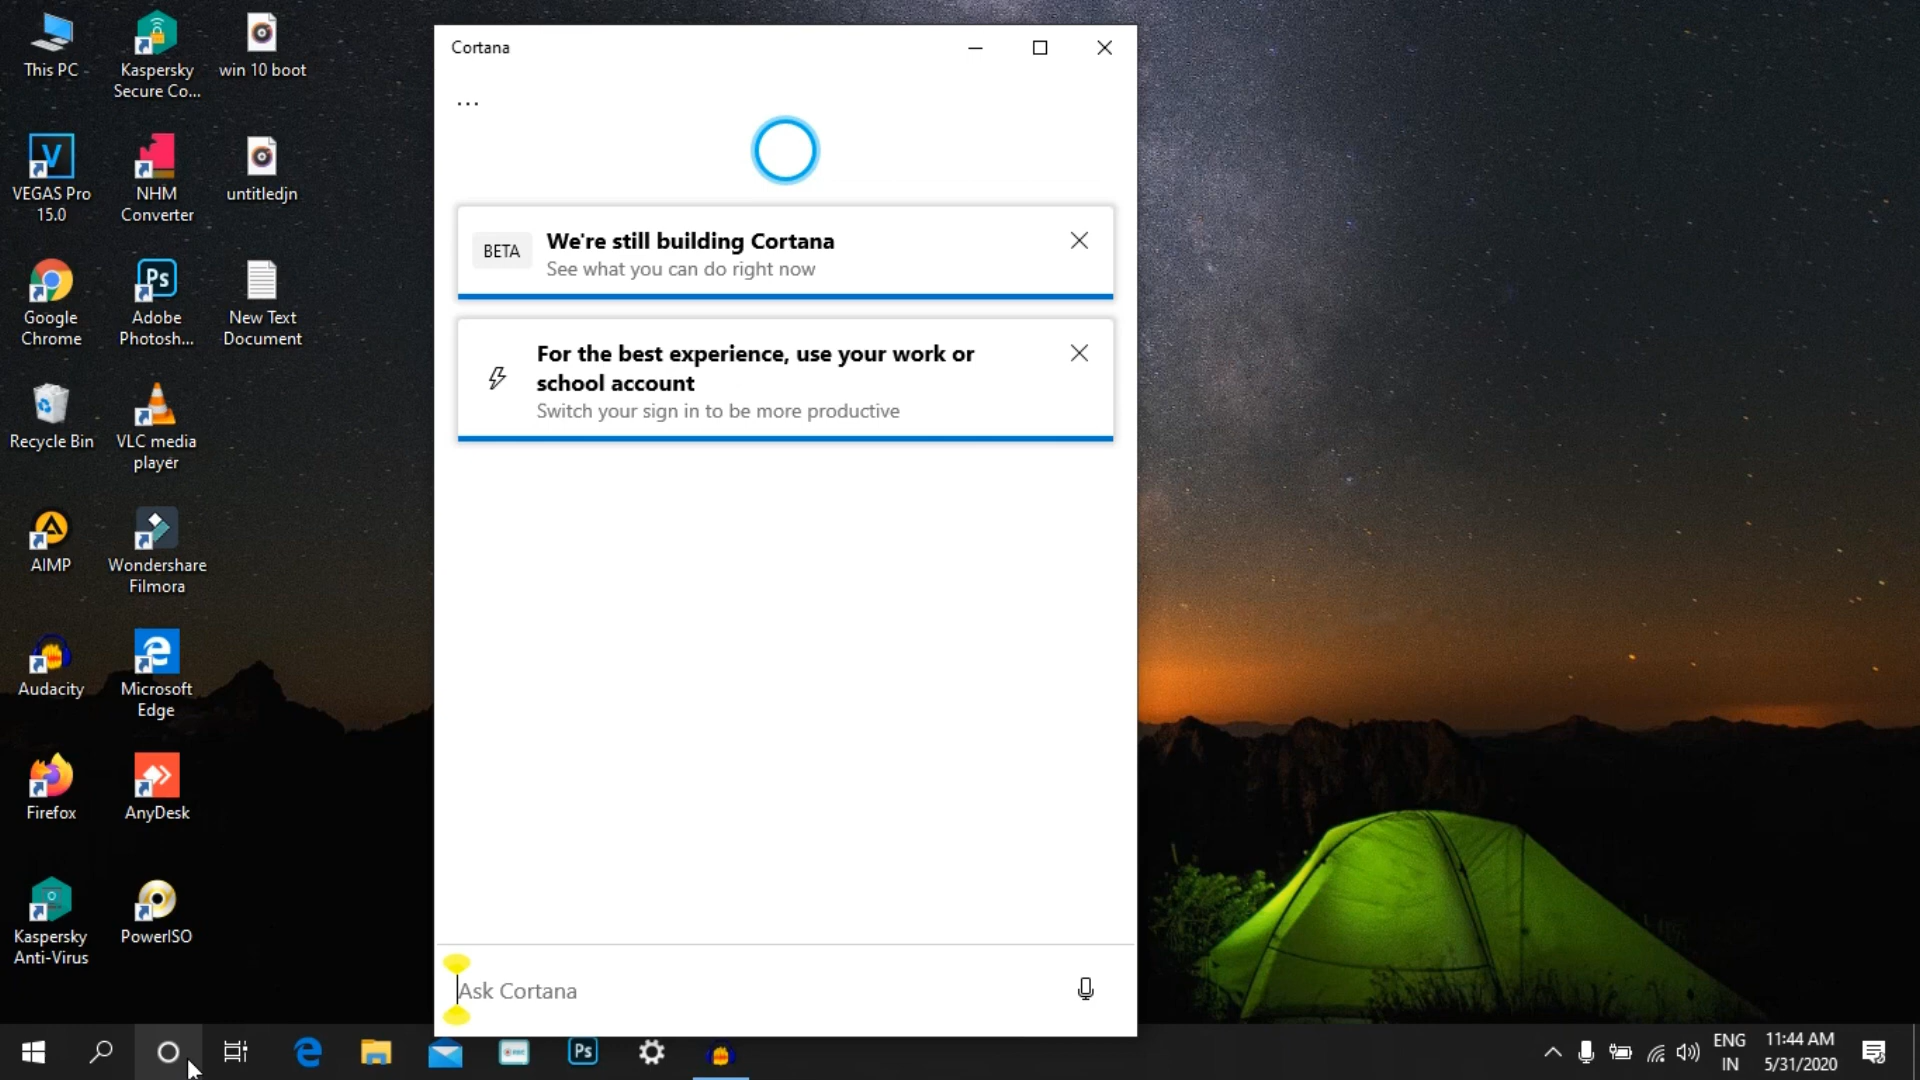 This PC
Kaspersky
Secure Co...
win 10 boot
VEGAS Pro
15.0
NHM
Converter
untitledjn
Google
Chrome
Adobe
Photosh...
New Text
Document
Recycle Bin
VLC media
player
AIMP
Wondershare
Filmora
Audacity
Microsoft
Edge
Firefox
AnyDesk
Kaspersky
Anti-Virus
PowerISO
Cortana
...
BETA
We're still building Cortana
See what you can do right now
For the best experience, use your work or
school account
Switch your sign in to be more productive
Ask Cortana
Ps
ENG
IN
11:44 AM
5/31/2020